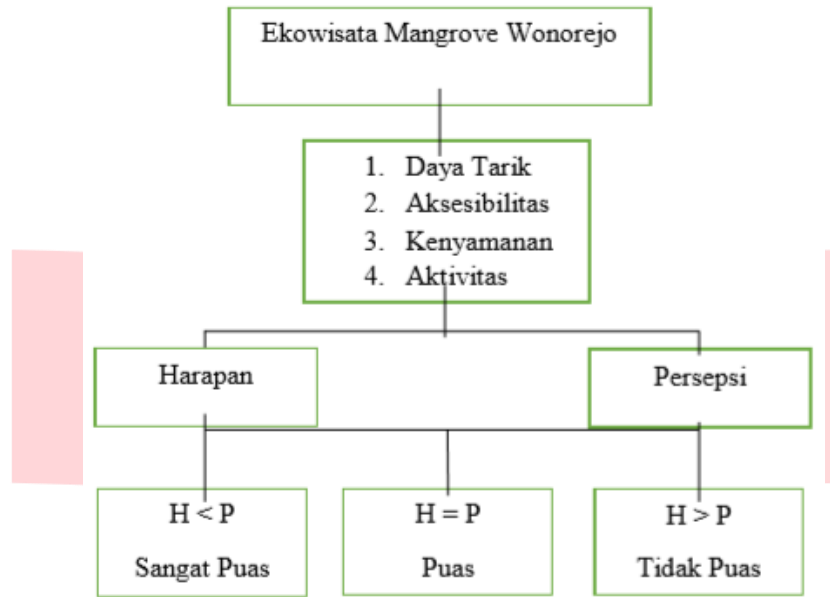 Ekowisata Mangrove Wonorejo
1. Daya Tarik
2. Aksesibilitas
3. Kenyamanan
4. Aktivitas
Harapan
Persepsi
H < P
Sangat Puas
H = P
Puas
H > P
Tidak Puas